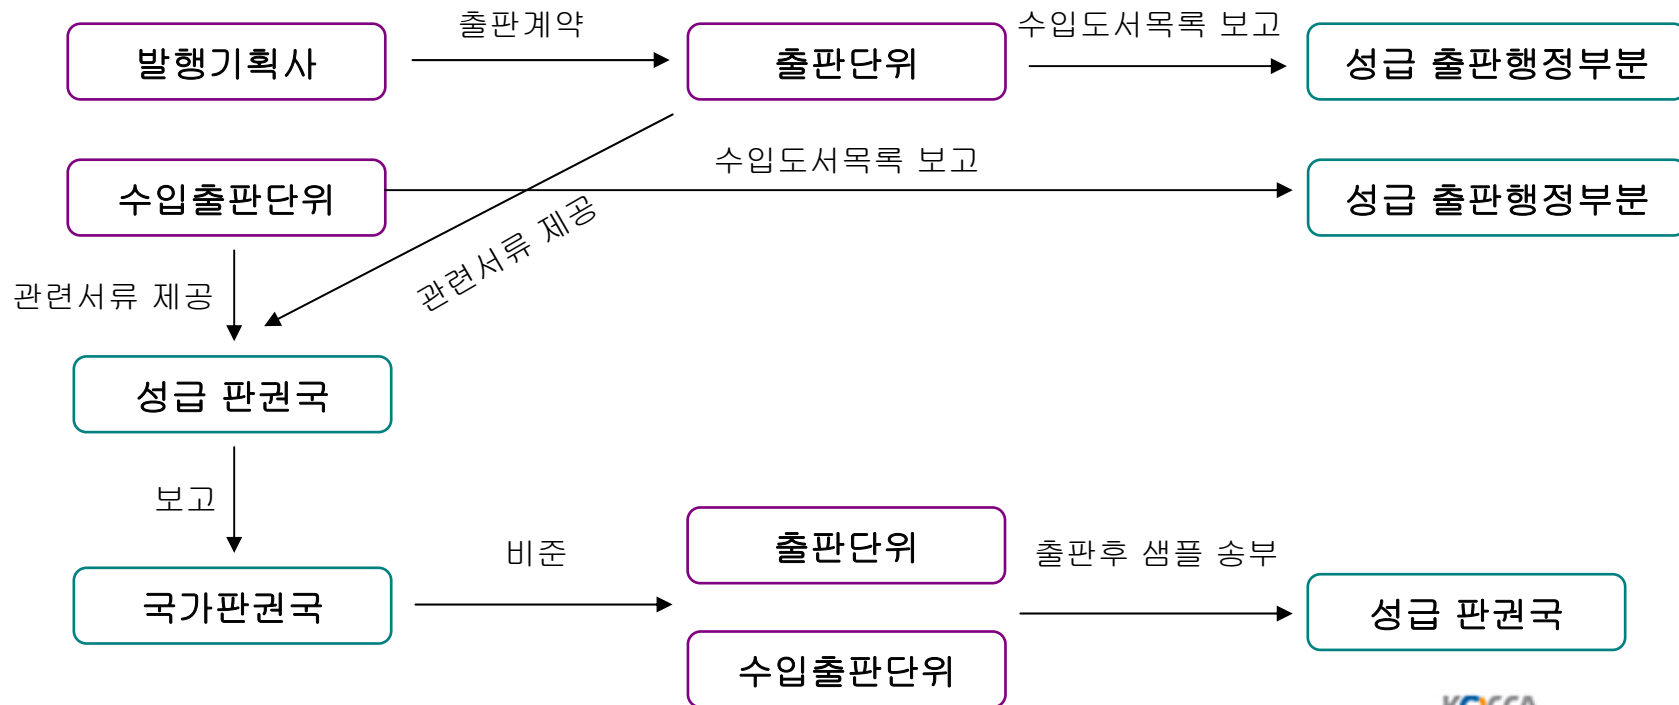 출판계약
수입도서목록 보고
발행기획사
출판단위
성급 출판행정부분
수입도서목록 보고
수입출판단위
성급 출판행정부분
관련서류 제공
관련서류 제공
성급 판권국
보고
비준
출판단위
출판후 샘플 송부
국가판권국
성급 판권국
수입출판단위